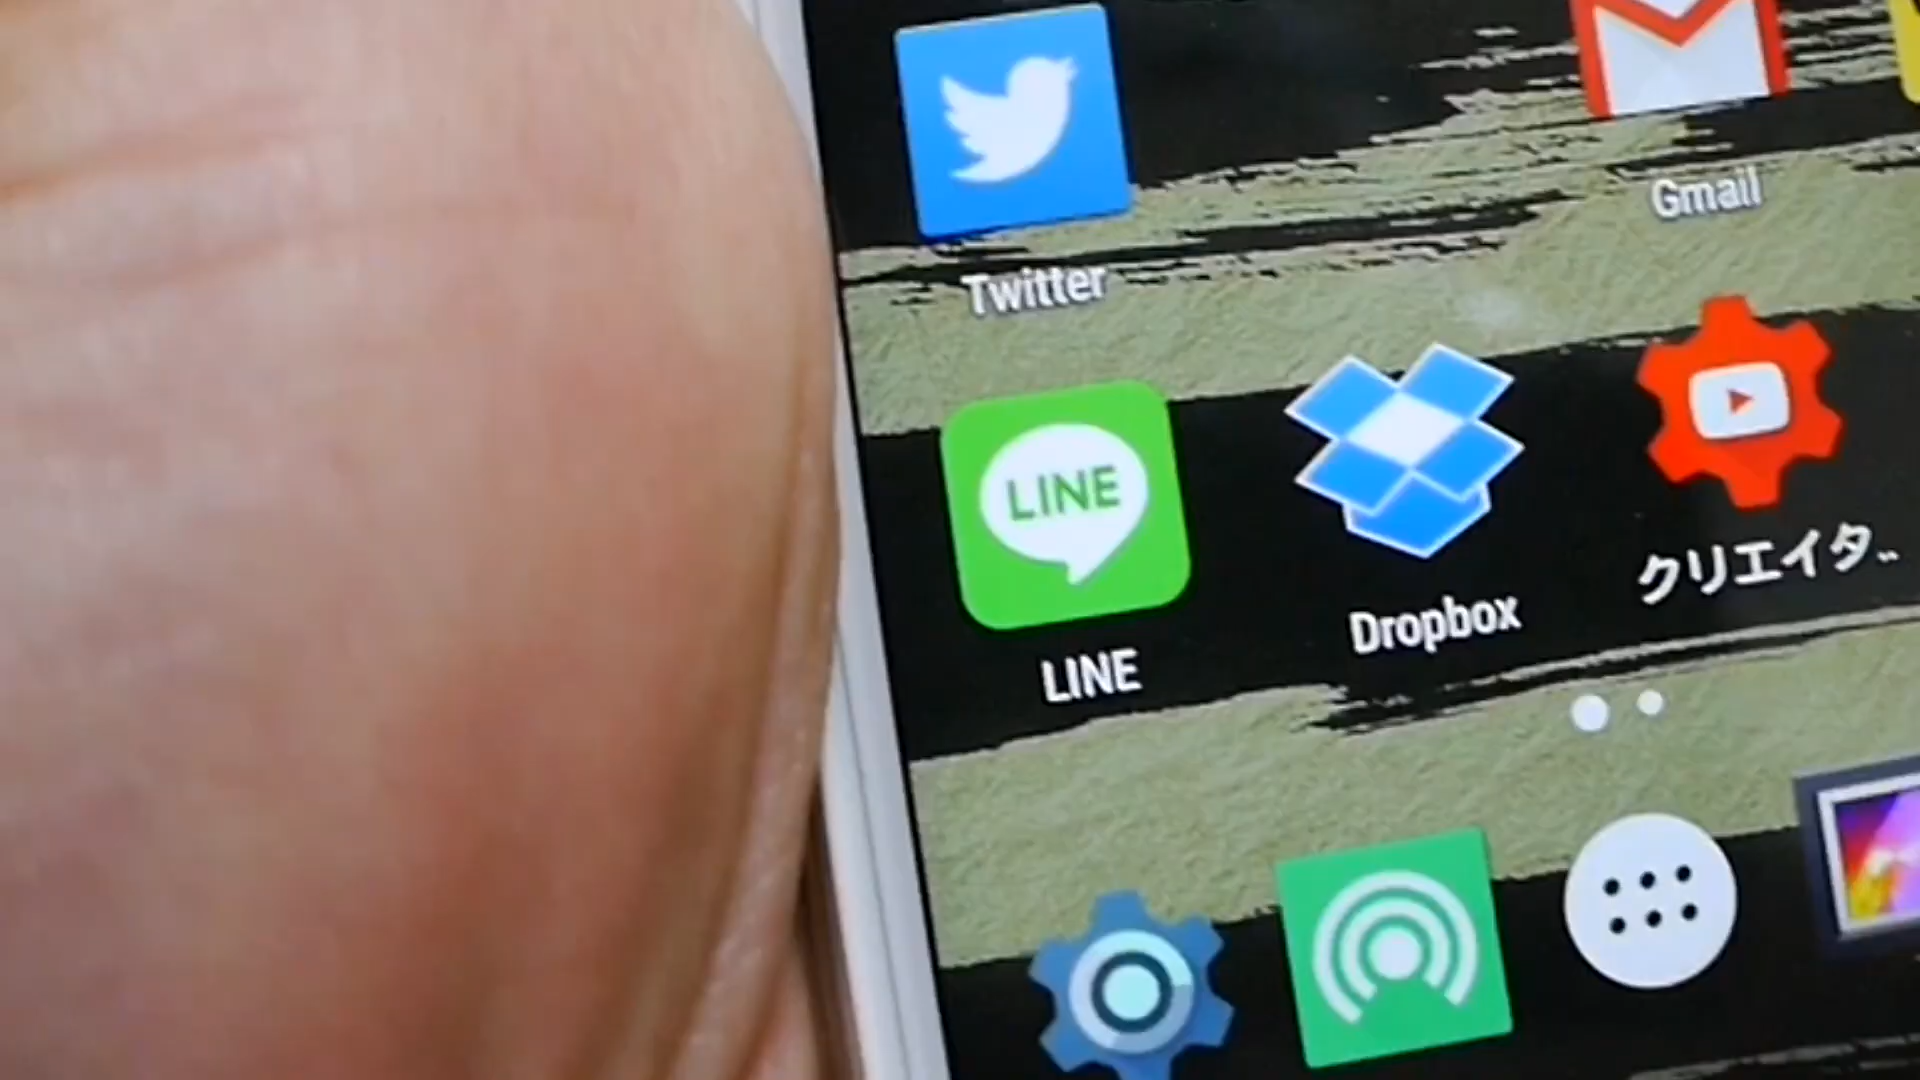 Twitter
Gmail
LINE
LINE
Dropbox
クリエイタ..